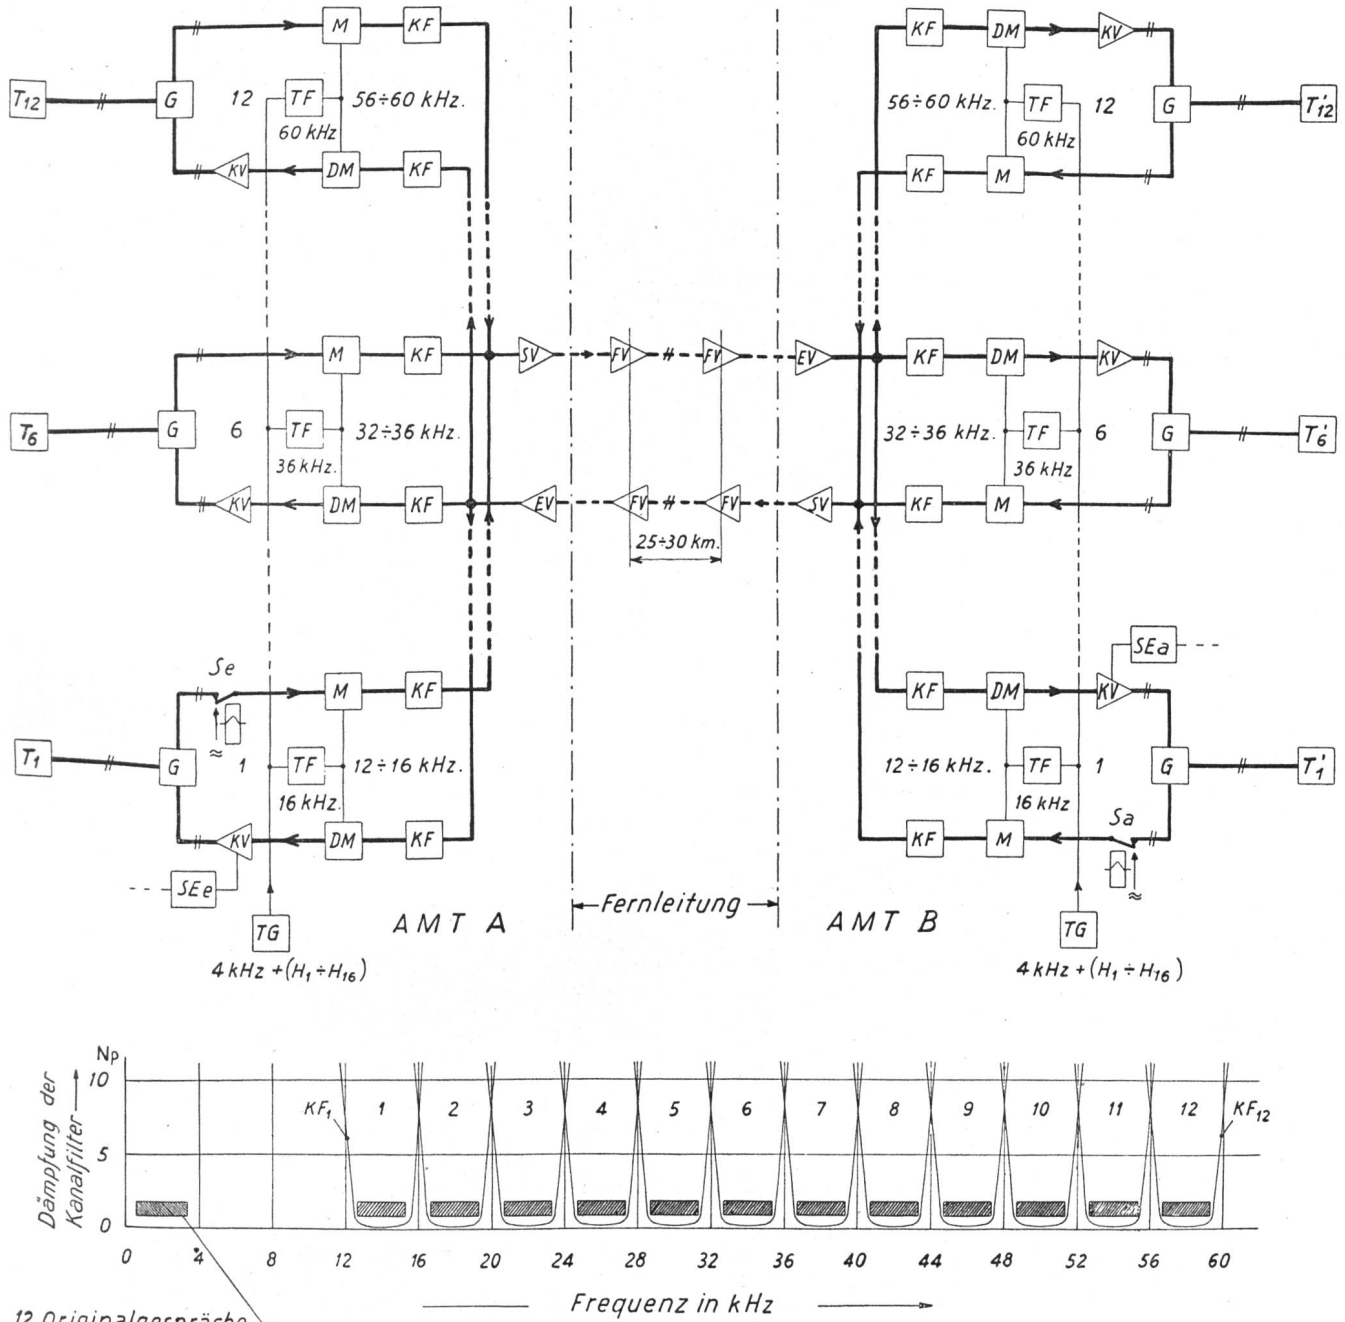 M KF KF DM KV
T12 G 12 TF 56÷60 kHz. 56÷60 kHz. TF 12 G T'12
60 kHz 60 kHz
KV DM KF KF M
M KF SV FV FV EV KF DM KV
T6 G 6 TF 32÷36 kHz. 32÷36 kHz. TF 6 G T'6
36 kHz. 36 kHz
KV DM KF EV FV FV SV KF M
25÷30 km.
SEa
Se M KF KF DM KV
≈
T1 G 1 TF 12÷16 kHz. 12÷16 kHz. TF 1 G T1'
16 kHz. 16 kHz
Sa
KV DM KF KF M
≈
SEe
AMT A Fernleitung AMT B
TG TG
4 kHz + (H1 ÷ H16) 4 kHz + (H1 ÷ H16)
Np
Dämpfung der
Kanalfilter
10
5
0
KF1 1 2 3 4 5 6 7 8 9 10 11 12 KF12
0 4 8 12 16 20 24 28 32 36 40 44 48 52 56 60
Frequenz in kHz
12 Originalgespräche